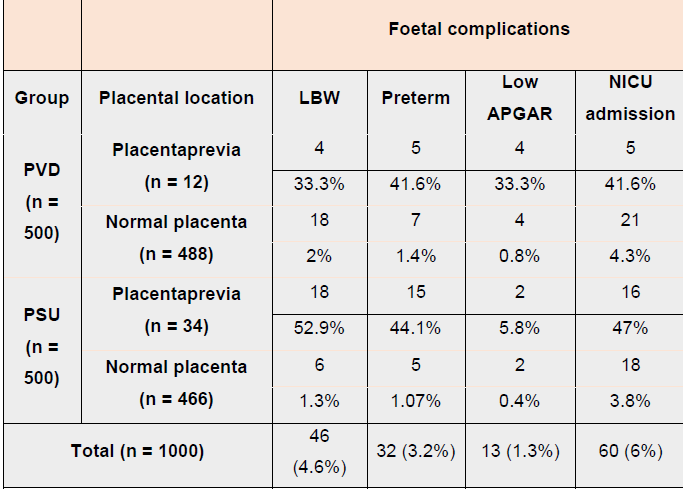 Foetal complications
Group Placental location LBW Preterm Low APGAR NICU admission
PVD (n = 500) Placentaprevia (n = 12) 4 5 4 5
33.3% 41.6% 33.3% 41.6%
Normal placenta (n = 488) 18 7 4 21
2% 1.4% 0.8% 4.3%
PSU (n = 500) Placentaprevia (n = 34) 18 15 2 16
52.9% 44.1% 5.8% 47%
Normal placenta (n = 466) 6 5 2 18
1.3% 1.07% 0.4% 3.8%
Total (n = 1000) 46 (4.6%) 32 (3.2%) 13 (1.3%) 60 (6%)